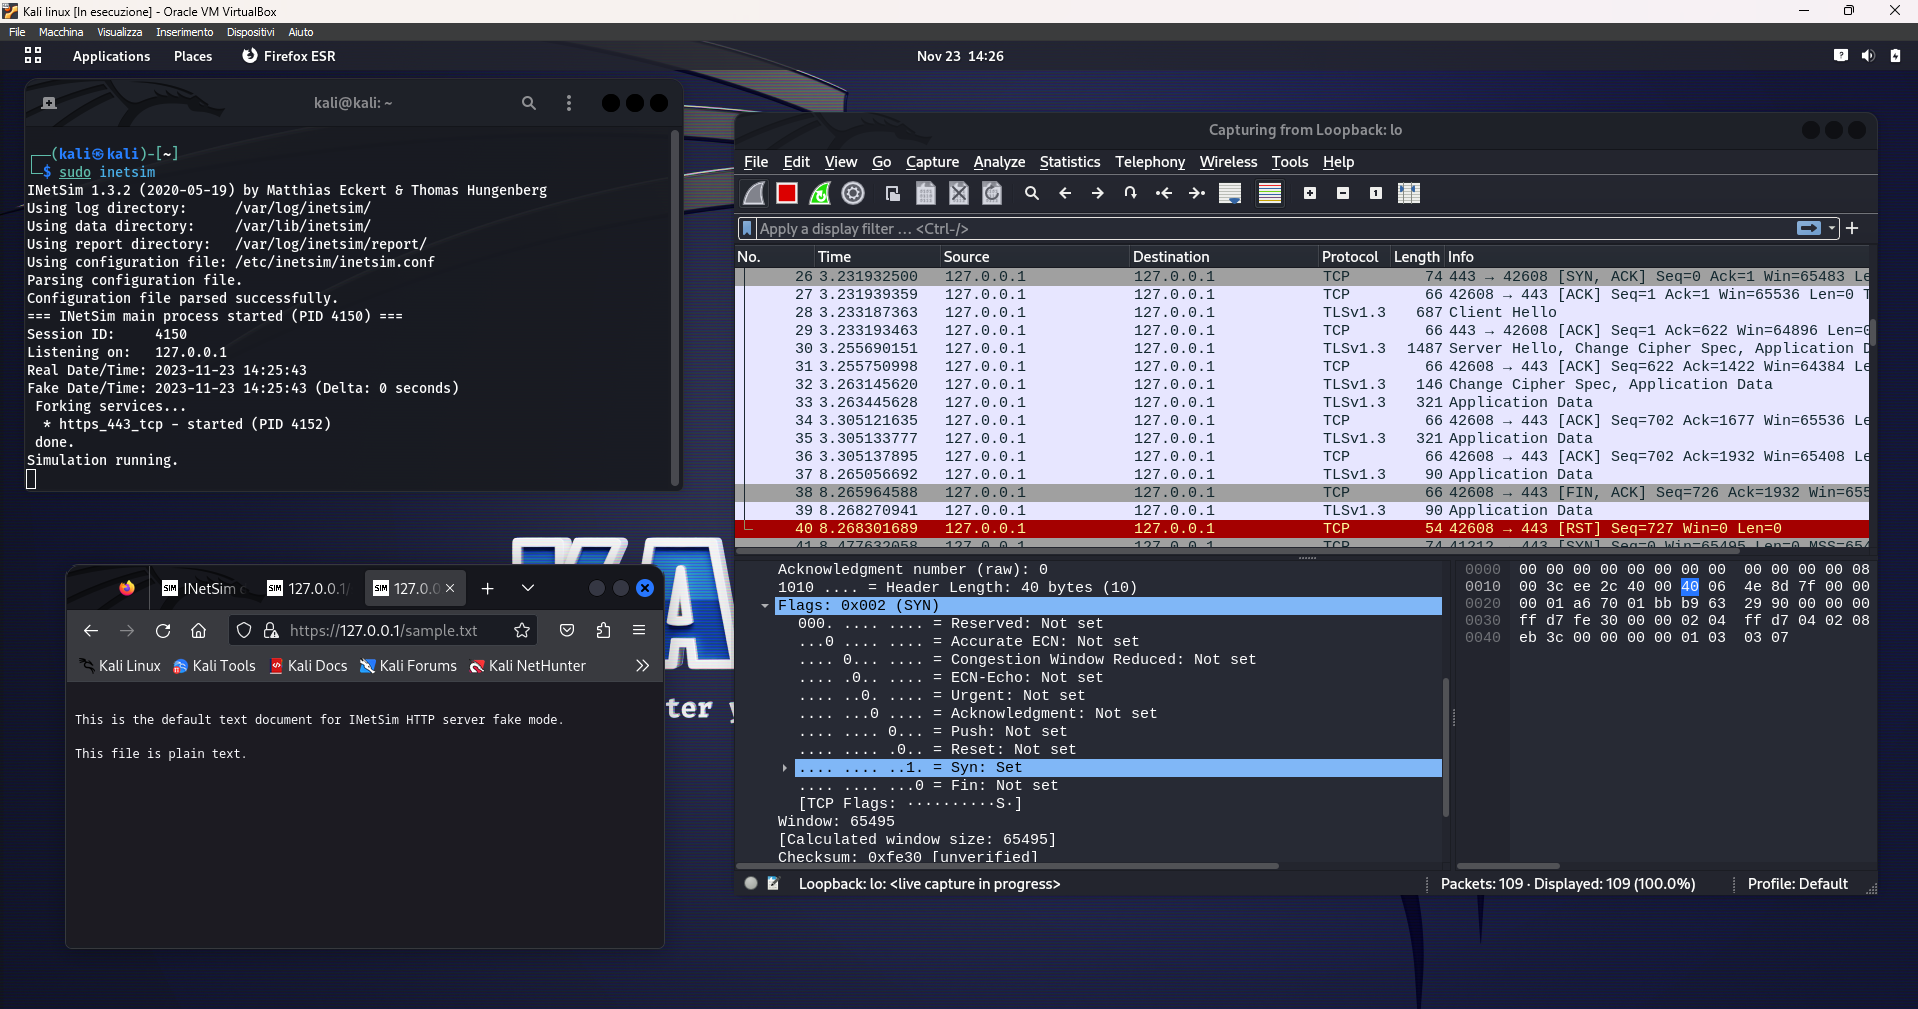 Kali linux [In esecuzione] - Oracle VM VirtualBox
File Macchina Visualizza Inserimento Dispositivi Aiuto
Applications Places Firefox ESR Nov 23 14:26
kali@kali: ~
(kali㉿kali)-[~]
$ sudo inetsim
INetSim 1.3.2 (2020-05-19) by Matthias Eckert & Thomas Hungenberg
Using log directory: /var/log/inetsim/
Using data directory: /var/lib/inetsim/
Using report directory: /var/log/inetsim/report/
Using configuration file: /etc/inetsim/inetsim.conf
Parsing configuration file.
Configuration file parsed successfully.
=== INetSim main process started (PID 4150) ===
Session ID: 4150
Listening on: 127.0.0.1
Real Date/Time: 2023-11-23 14:25:43
Fake Date/Time: 2023-11-23 14:25:43 (Delta: 0 seconds)
Forking services...
* https_443_tcp - started (PID 4152)
done.
Simulation running.
INetSim 127.0.0.1/ 127.0.0
https://127.0.0.1/sample.txt
Kali Linux Kali Tools Kali Docs Kali Forums Kali NetHunter
This is the default text document for INetSim HTTP server fake mode.
This file is plain text.
KA
ter
Capturing from Loopback: lo
File Edit View Go Capture Analyze Statistics Telephony Wireless Tools Help
Apply a display filter … <Ctrl-/>
No. Time Source Destination Protocol Length Info
26 3.231932500 127.0.0.1 127.0.0.1 TCP 74 443 → 42608 [SYN, ACK] Seq=0 Ack=1 Win=65483 Le
27 3.231939359 127.0.0.1 127.0.0.1 TCP 66 42608 → 443 [ACK] Seq=1 Ack=1 Win=65536 Len=0 T
28 3.233187363 127.0.0.1 127.0.0.1 TLSv1.3 687 Client Hello
29 3.233193463 127.0.0.1 127.0.0.1 TCP 66 443 → 42608 [ACK] Seq=1 Ack=622 Win=64896 Len=0
30 3.255690151 127.0.0.1 127.0.0.1 TLSv1.3 1487 Server Hello, Change Cipher Spec, Application D
31 3.255750998 127.0.0.1 127.0.0.1 TCP 66 42608 → 443 [ACK] Seq=622 Ack=1422 Win=64384 Le
32 3.263145620 127.0.0.1 127.0.0.1 TLSv1.3 146 Change Cipher Spec, Application Data
33 3.263445628 127.0.0.1 127.0.0.1 TLSv1.3 321 Application Data
34 3.305121635 127.0.0.1 127.0.0.1 TCP 66 42608 → 443 [ACK] Seq=702 Ack=1677 Win=65536 Le
35 3.305133777 127.0.0.1 127.0.0.1 TLSv1.3 321 Application Data
36 3.305137895 127.0.0.1 127.0.0.1 TCP 66 42608 → 443 [ACK] Seq=702 Ack=1932 Win=65408 Le
37 8.265056692 127.0.0.1 127.0.0.1 TLSv1.3 90 Application Data
38 8.265964588 127.0.0.1 127.0.0.1 TCP 66 42608 → 443 [FIN, ACK] Seq=726 Ack=1932 Win=655
39 8.268270941 127.0.0.1 127.0.0.1 TLSv1.3 90 Application Data
40 8.268301689 127.0.0.1 127.0.0.1 TCP 54 42608 → 443 [RST] Seq=727 Win=0 Len=0
41 8.477632058 127.0.0.1 127.0.0.1 TCP 74 41212 → 443 [SYN] Seq=0 Win=65495 Len=0 MSS=654
Acknowledgment number (raw): 0
1010 .... = Header Length: 40 bytes (10)
Flags: 0x002 (SYN)
000. .... .... = Reserved: Not set
...0 .... .... = Accurate ECN: Not set
.... 0... .... = Congestion Window Reduced: Not set
.... .0.. .... = ECN-Echo: Not set
.... ..0. .... = Urgent: Not set
.... ...0 .... = Acknowledgment: Not set
.... .... 0... = Push: Not set
.... .... .0.. = Reset: Not set
.... .... ..1. = Syn: Set
.... .... ...0 = Fin: Not set
[TCP Flags: ··········S·]
Window: 65495
[Calculated window size: 65495]
Checksum: 0xfe30 [unverified]
0000 00 00 00 00 00 00 00 00 00 00 00 00 08
0010 00 3c ee 2c 40 00 40 06 4e 8d 7f 00 00
0020 00 01 a6 70 01 bb b9 63 29 90 00 00 00
0030 ff d7 fe 30 00 00 02 04 ff d7 04 02 08
0040 eb 3c 00 00 00 00 01 03 03 07
Loopback: lo: <live capture in progress> Packets: 109 · Displayed: 109 (100.0%) Profile: Default